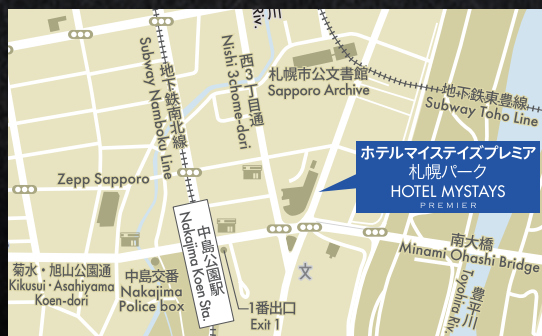 川
Riv.
西3丁目通
Nishi 3chome-dori
地下鉄南北線
Subway Namboku Line
札幌市公文書館
Sapporo Archive
地下鉄東豊線
Subway Toho Line
ホテルマイステイズプレミア
札幌パーク
HOTEL MYSTAYS
PREMIER
Zepp Sapporo
中島公園駅
Nakajima Koen Sta.
南大橋
Minami Ohashi Bridge
菊水・旭山公園通
Kikusui・Asahiyama
Koen-dori
中島交番
Nakajima
Police box
文
1番出口
Exit 1
豊平川
Toyohira Riv.